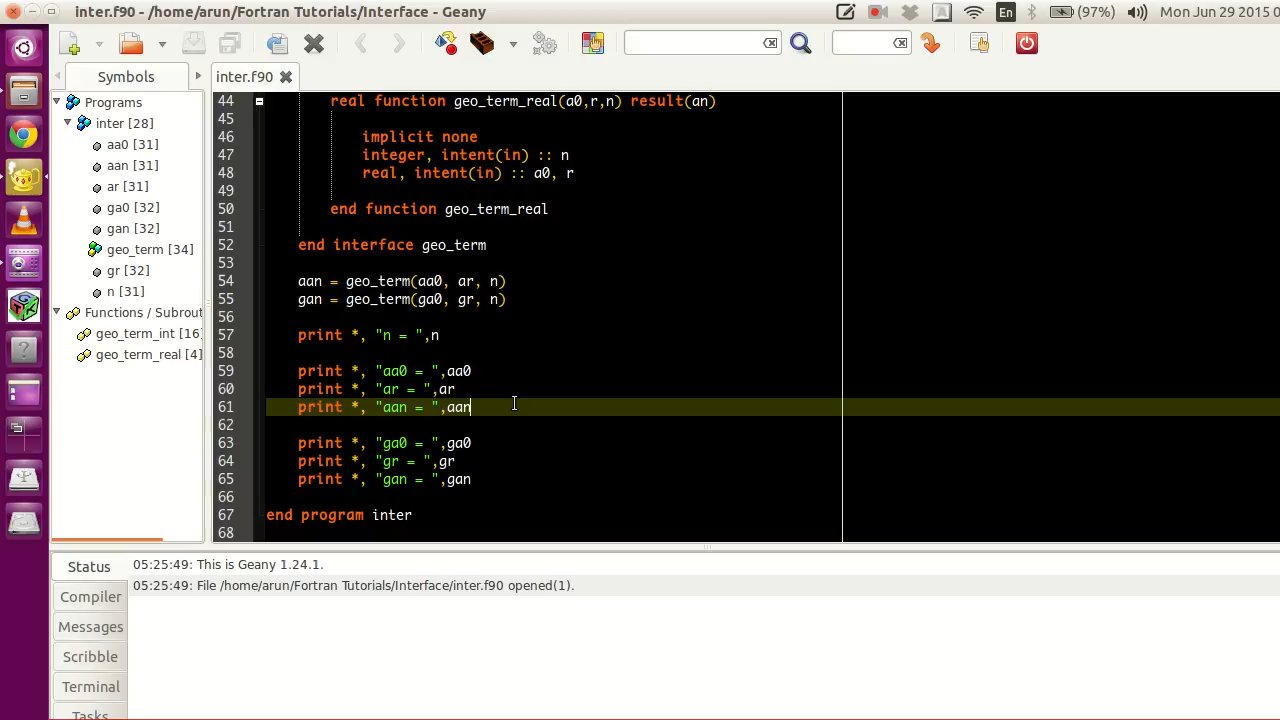 inter.f90 - /home/arun/Fortran Tutorials/Interface - Geany
En
(97%)
Mon Jun 29 2015 0
Symbols
inter.f90
Programs
inter [28]
aa0 [31]
aan [31]
ar [31]
ga0 [32]
gan [32]
geo_term [34]
gr [32]
n [31]
Functions / Subrout
geo_term_int [16]
geo_term_real [4]
44 real function geo_term_real(a0,r,n) result(an)
45
46 implicit none
47 integer, intent(in) :: n
48 real, intent(in) :: a0, r
49
50 end function geo_term_real
51
52 end interface geo_term
53
54 aan = geo_term(aa0, ar, n)
55 gan = geo_term(ga0, gr, n)
56
57 print *, "n = ",n
58
59 print *, "aa0 = ",aa0
60 print *, "ar = ",ar
61 print *, "aan = ",aan
62
63 print *, "ga0 = ",ga0
64 print *, "gr = ",gr
65 print *, "gan = ",gan
66
67 end program inter
68
Status
Compiler
Messages
Scribble
Terminal
Tasks
05:25:49: This is Geany 1.24.1.
05:25:49: File /home/arun/Fortran Tutorials/Interface/inter.f90 opened(1).